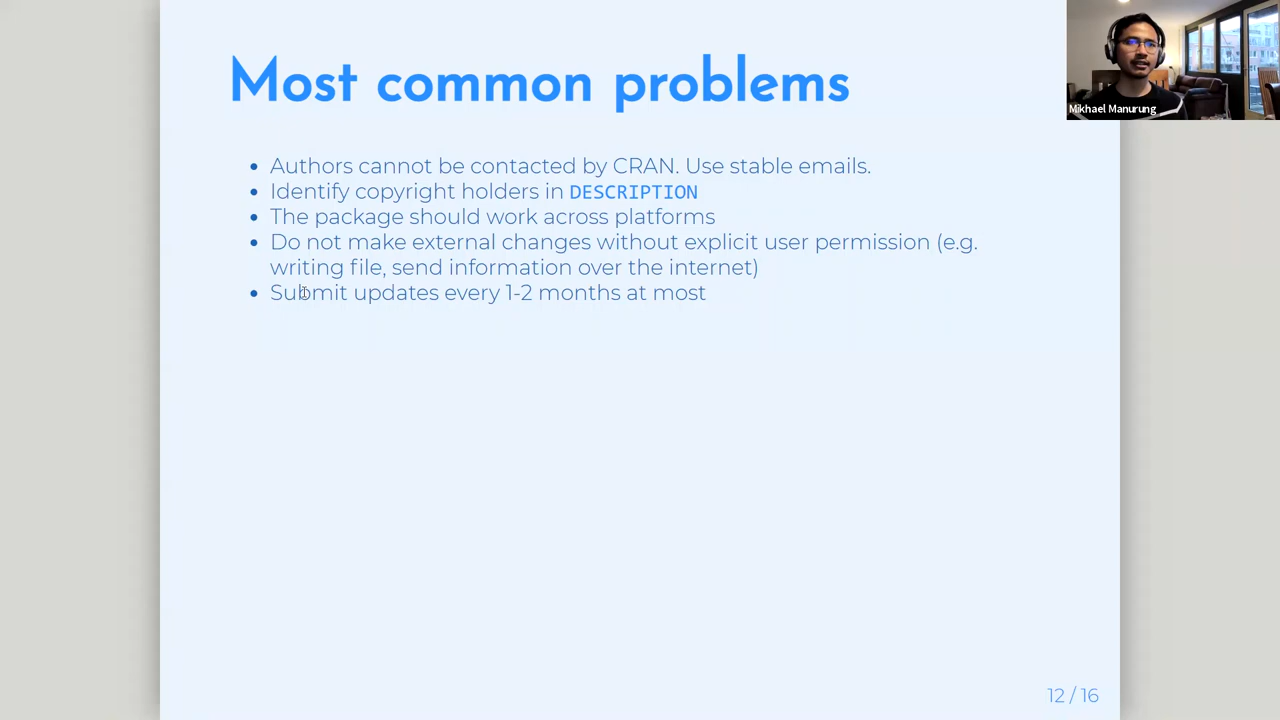 Most common problems
Mikhael Manurung
Authors cannot be contacted by CRAN. Use stable emails.
Identify copyright holders in DESCRIPTION
The package should work across platforms
Do not make external changes without explicit user permission (e.g.
writing file, send information over the internet)
Submit updates every 1-2 months at most
12 / 16